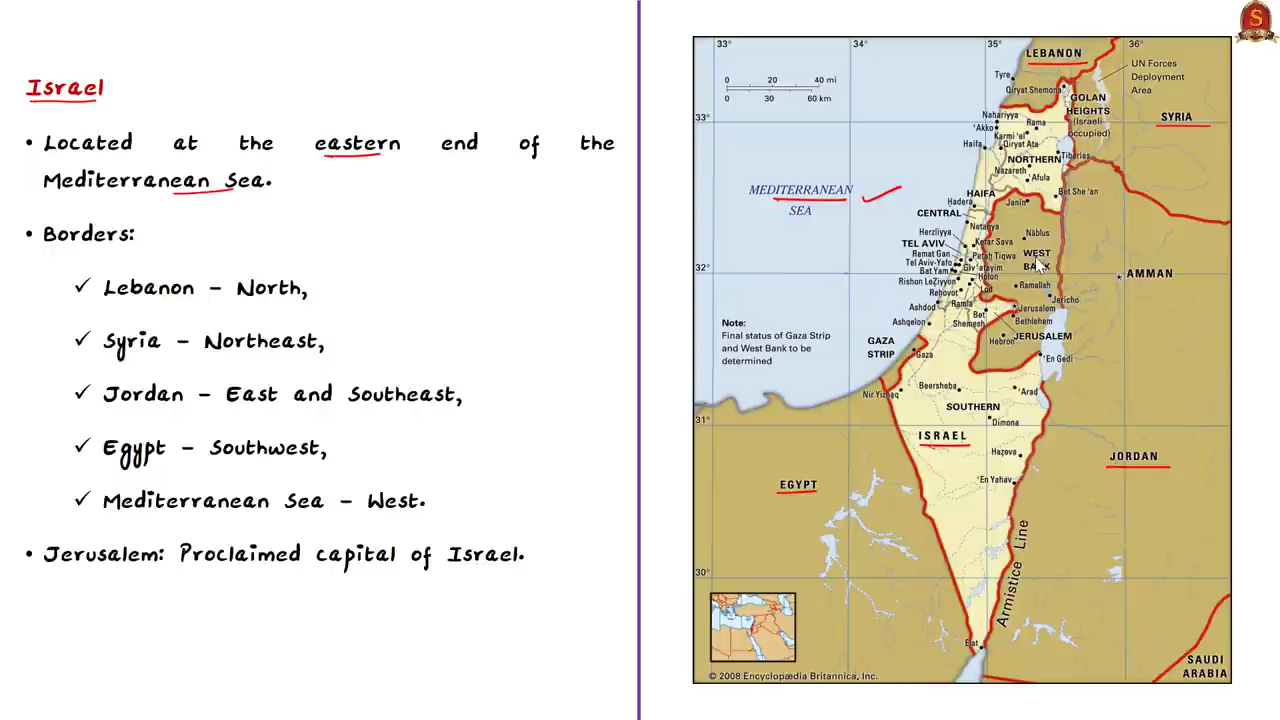 Israel
• Located at the eastern end of the
Mediterranean Sea.
• Borders:
✓ Lebanon – North,
✓ Syria – Northeast,
✓ Jordan – East and Southeast,
✓ Egypt – Southwest,
✓ Mediterranean Sea – West.
• Jerusalem: Proclaimed capital of Israel.
S
33°
34°
35°
36°
LEBANON
0 20 40 mi
0 30 60 km
Tyre
Qiryat Shemona
UN Forces
Deployment
Area
GOLAN
HEIGHTS
(Israeli-
occupied)
SYRIA
33°
Nahariyya
'Akko
Rama
Karmi'el
Haifa
Qiryat Ata
Tiberias
NORTHERN
Nazareth
Afula
MEDITERRANEAN
SEA
HAIFA
Bet She'an
Hadera
Janin
CENTRAL
Netanya
Herzliyya
Nablus
TEL AVIV
Kefar Sava
Ramat Gan
Petah Tiqwa
WEST
BANK
Tel Aviv-Yafo
Giv'atayim
Bat Yam
Holon
32°
AMMAN
Rishon LeZiyyon
Lod
Ramallah
Rehovot
Ramla
Jericho
Ashdod
Jerusalem
Bet
Shemesh
Bethlehem
Ashqelon
JERUSALEM
Hebron
Note:
Final status of Gaza Strip
and West Bank to be
determined
GAZA
STRIP
Gaza
'En Gedi
Nir Yizhaq
Beersheba
'Arad
31°
SOUTHERN
Dimona
ISRAEL
Hazeva
JORDAN
EGYPT
'En Yahav
Armistice Line
30°
Elat
SAUDI
ARABIA
© 2008 Encyclopædia Britannica, Inc.